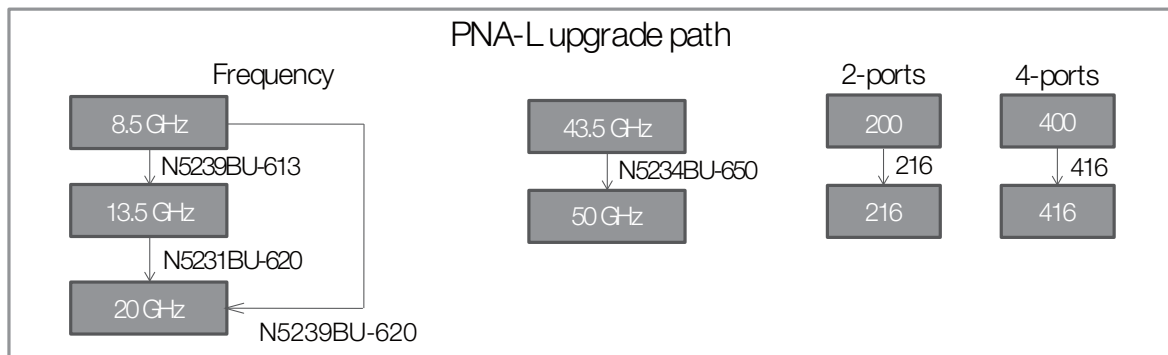 PNA-L upgrade path
Frequency
8.5 GHz
N5239BU-613
13.5 GHz
N5231BU-620
20 GHz
N5239BU-620
43.5 GHz
N5234BU-650
50 GHz
2-ports
200
216
216
4-ports
400
416
416